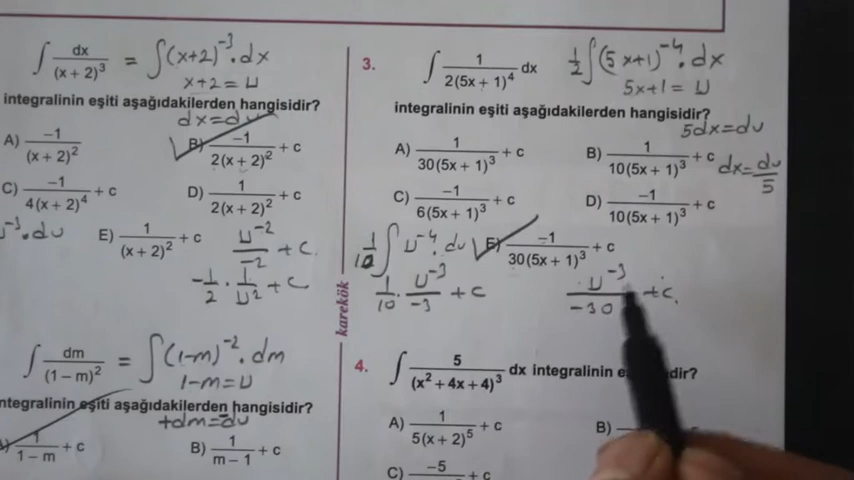 ∫ dx/(x + 2)³ = ∫(x+2)⁻³ . dx
x+2 = u
integralinin eşiti aşağıdakilerden hangisidir?
dx = du
A) -1/(x + 2)²
B) -1/2(x + 2)² + c
C) -1/4(x + 2)⁴ + c
D) 1/2(x + 2)² + c
u⁻³ . du
E) 1/(x + 2)² + c
u⁻²/-2 + c
-1/2 . 1/u² + c
∫ dm/(1 – m)² = ∫(1-m)⁻² . dm
1-m = u
integralinin eşiti aşağıdakilerden hangisidir?
1/(1 – m) + c
B) 1/(m – 1) + c
karekök
3. ∫ 1/2(5x + 1)⁴ dx
1/2 ∫(5x+1)⁻⁴ . dx
5x+1 = u
integralinin eşiti aşağıdakilerden hangisidir?
5dx = du
dx = du/5
A) 1/30(5x + 1)³ + c
B) 1/10(5x + 1)³ + c
C) -1/6(5x + 1)³ + c
D) -1/10(5x + 1)³ + c
1/10 ∫ u⁻⁴ . du
E) -1/30(5x + 1)³ + c
1/10 . u⁻³/-3 + c
u⁻³/-30 + c
4. ∫ 5/(x² + 4x + 4)³ dx integralinin
A) 1/5(x + 2)⁵ + c
B)
C) -5 + c